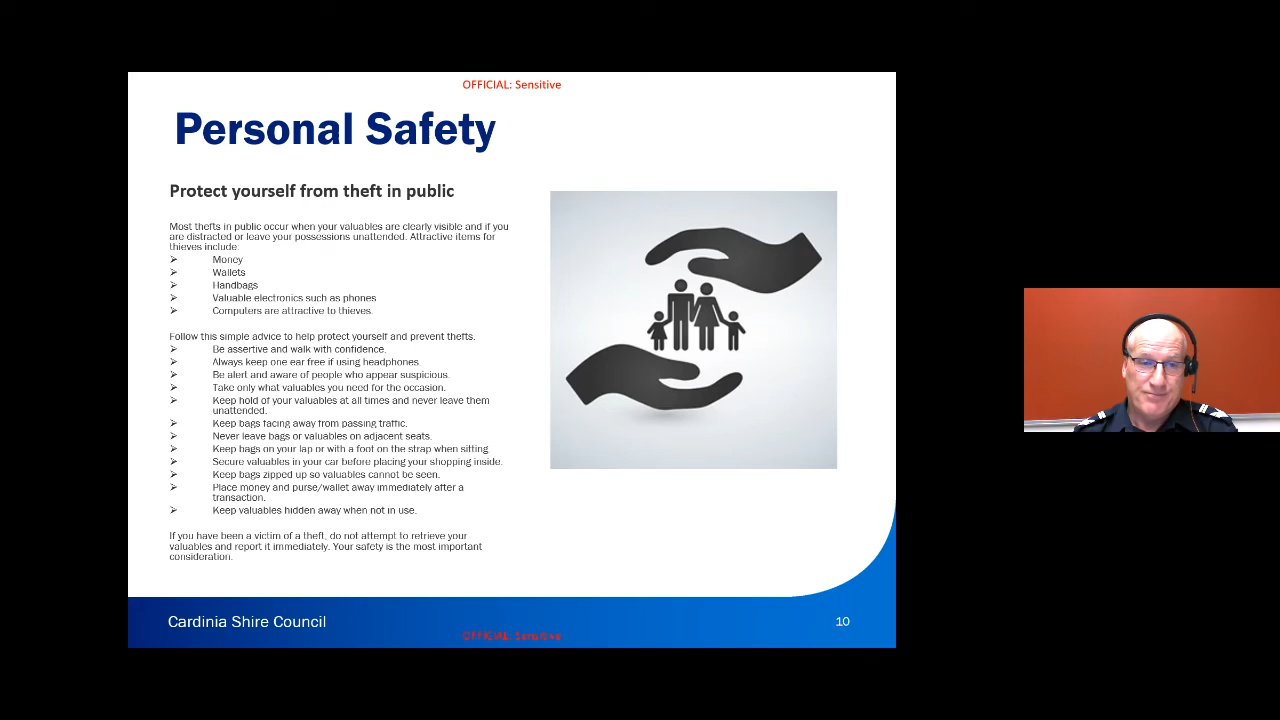 OFFICIAL: Sensitive
Personal Safety
Protect yourself from theft in public
Most thefts in public occur when your valuables are clearly visible and if you
are distracted or leave your possessions unattended. Attractive items for
thieves include:
➢ Money
➢ Wallets
➢ Handbags
➢ Valuable electronics such as phones
➢ Computers are attractive to thieves.
Follow this simple advice to help protect yourself and prevent thefts.
➢ Be assertive and walk with confidence.
➢ Always keep one ear free if using headphones.
➢ Be alert and aware of people who appear suspicious.
➢ Take only what valuables you need for the occasion.
➢ Keep hold of your valuables at all times and never leave them
unattended.
➢ Keep bags facing away from passing traffic.
➢ Never leave bags or valuables on adjacent seats.
➢ Keep bags on your lap or with a foot on the strap when sitting.
➢ Secure valuables in your car before placing your shopping inside.
➢ Keep bags zipped up so valuables cannot be seen.
➢ Place money and purse/wallet away immediately after a
transaction.
➢ Keep valuables hidden away when not in use.
If you have been a victim of a theft, do not attempt to retrieve your
valuables and report it immediately. Your safety is the most important
consideration.
Cardinia Shire Council
10
OFFICIAL: Sensitive